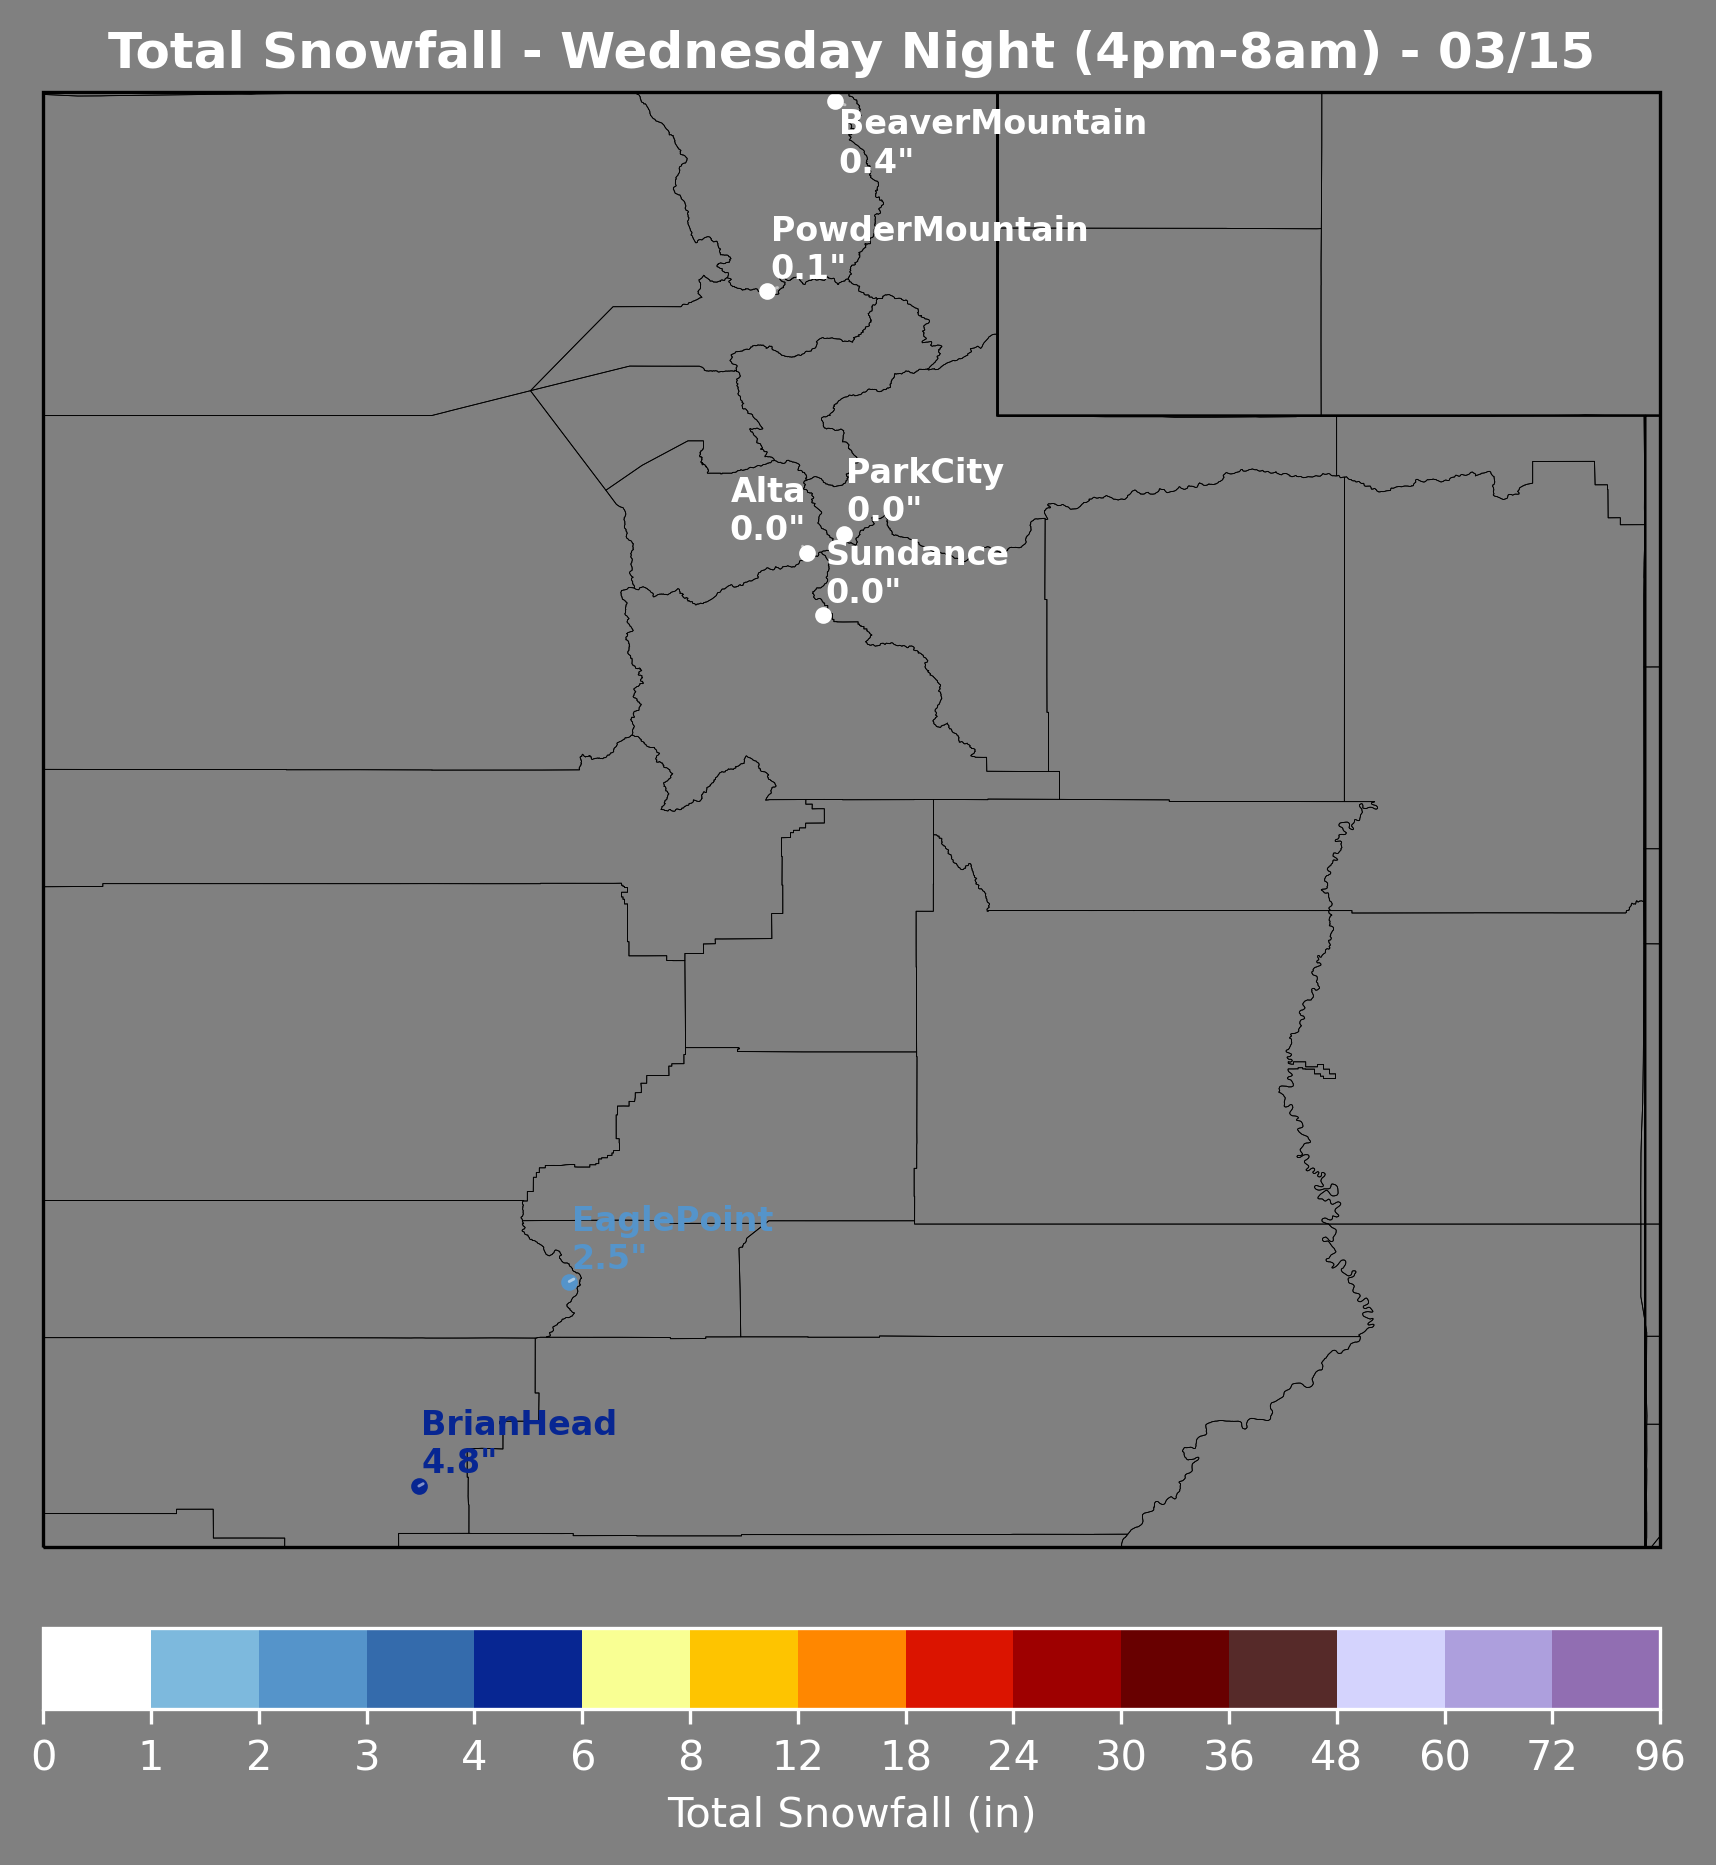 Total Snowfall - Wednesday Night (4pm-8am) - 03/15
BeaverMountain
0.4"
PowderMountain
0.1"
ParkCity
0.0"
Alta
0.0"
Sundance
0.0"
EaglePoint
2.5"
BrianHead
4.8"
0 1 2 3 4 6 8 12 18 24 30 36 48 60 72 96
Total Snowfall (in)